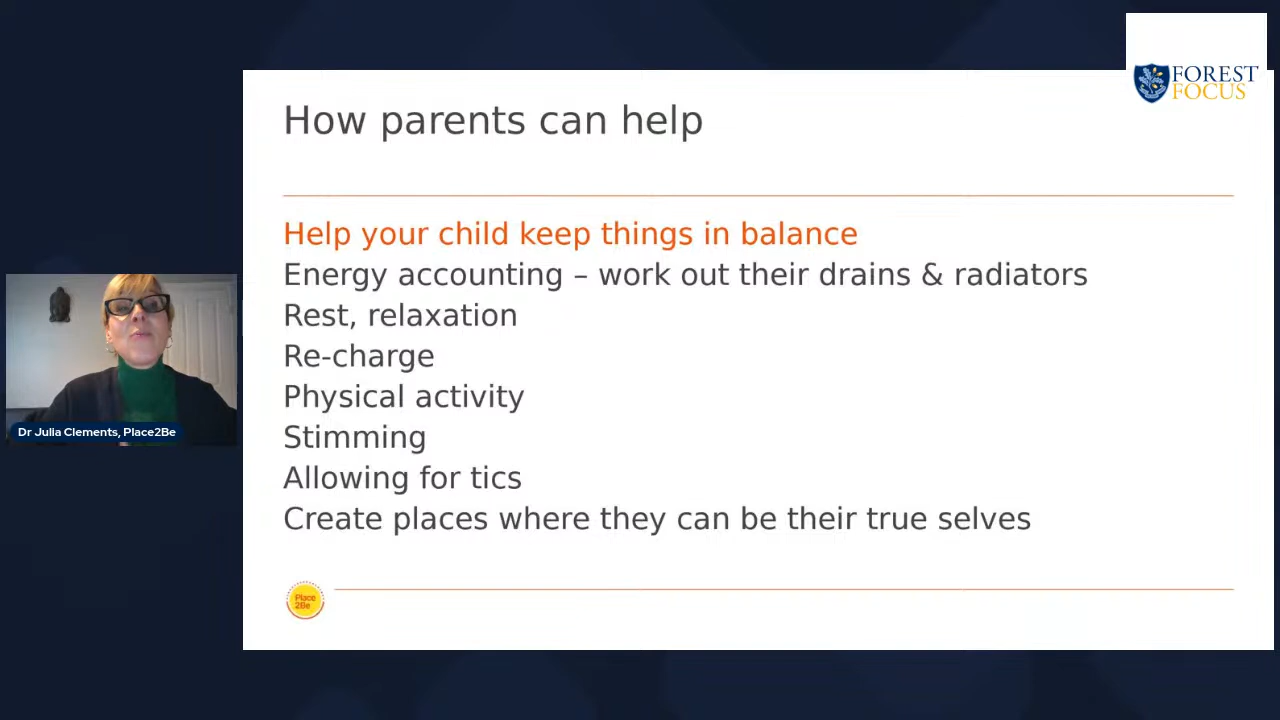 FOREST
FOCUS
How parents can help
Help your child keep things in balance
Energy accounting – work out their drains & radiators
Rest, relaxation
Re-charge
Physical activity
Stimming
Allowing for tics
Create places where they can be their true selves
Dr Julia Clements, Place2Be
Place
2Be